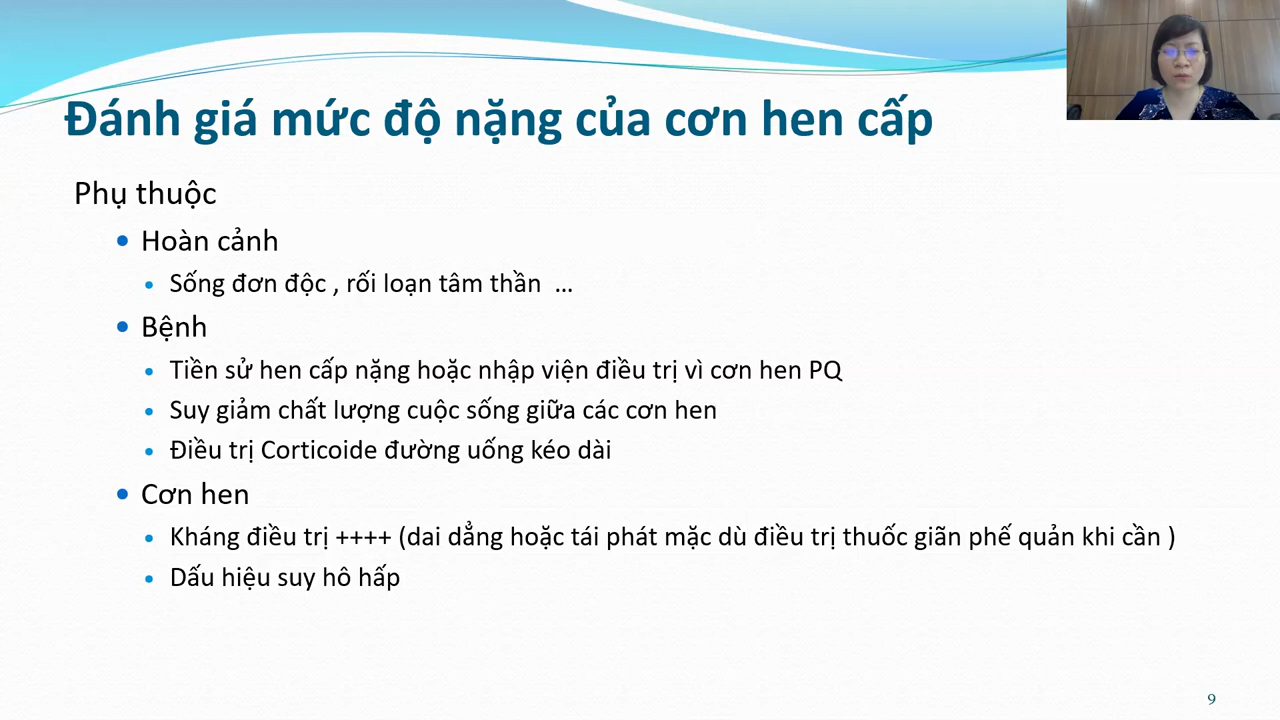 Đánh giá mức độ nặng của cơn hen cấp
Phụ thuộc
• Hoàn cảnh
• Sống đơn độc , rối loạn tâm thần ...
• Bệnh
• Tiền sử hen cấp nặng hoặc nhập viện điều trị vì cơn hen PQ
• Suy giảm chất lượng cuộc sống giữa các cơn hen
• Điều trị Corticoide đường uống kéo dài
• Cơn hen
• Kháng điều trị ++++ (dai dẳng hoặc tái phát mặc dù điều trị thuốc giãn phế quản khi cần )
• Dấu hiệu suy hô hấp
9